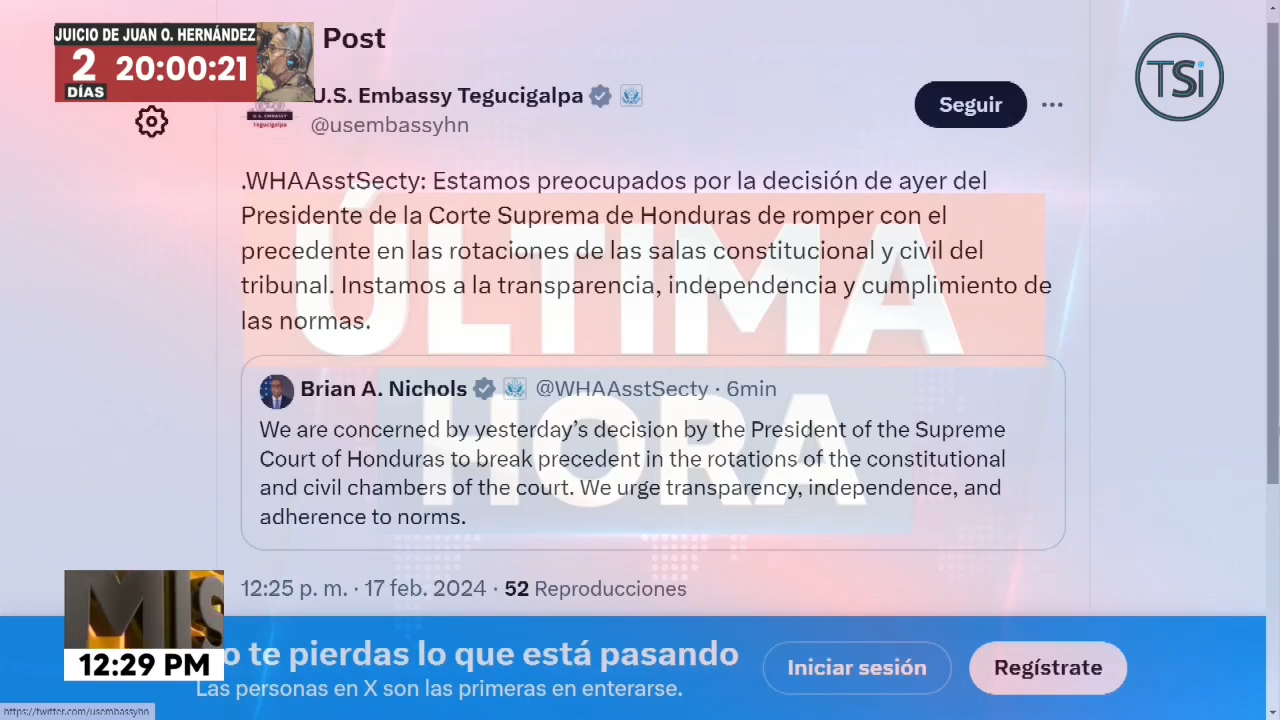 JUICIO DE JUAN O. HERNÁNDEZ
2 20:00:21
DÍAS
Post
TSi
U.S. Embassy Tegucigalpa
@usembassyhn
Seguir
U.S. EMBASSY
Tegucigalpa
.WHAAsstSecty: Estamos preocupados por la decisión de ayer del
Presidente de la Corte Suprema de Honduras de romper con el
precedente en las rotaciones de las salas constitucional y civil del
tribunal. Instamos a la transparencia, independencia y cumplimiento de
las normas.
ÚLTIMA
HORA
Brian A. Nichols @WHAAsstSecty · 6min
We are concerned by yesterday’s decision by the President of the Supreme
Court of Honduras to break precedent in the rotations of the constitutional
and civil chambers of the court. We urge transparency, independence, and
adherence to norms.
12:25 p. m. · 17 feb. 2024 · 52 Reproducciones
12:29 PM
o te pierdas lo que está pasando
Las personas en X son las primeras en enterarse.
Iniciar sesión
Regístrate
https://twitter.com/usembassyhn